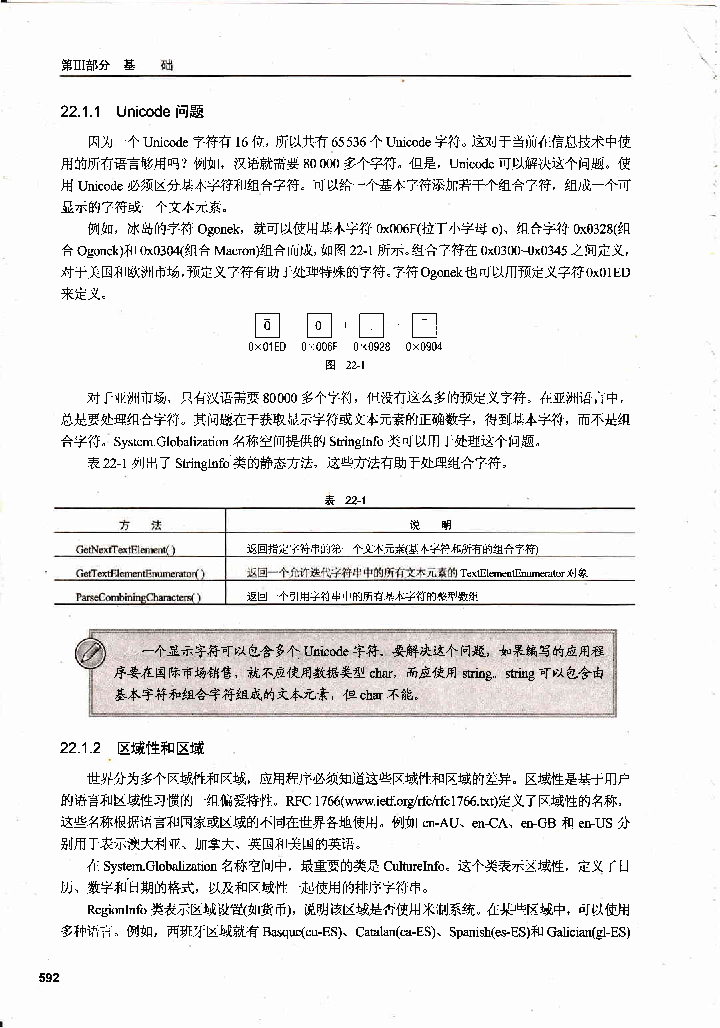 第III部分 基 础
22.1.1 Unicode 问题
因为一个 Unicode 字符有 16 位，所以共有 65 536 个 Unicode 字符。这对于当前在信息技术中使
用的所有语言够用吗？例如，汉语就需要 80 000 多个字符。但是，Unicode 可以解决这个问题。使
用 Unicode 必须区分基本字符和组合字符。可以给一个基本字符添加若干个组合字符，组成一个可
显示的字符或一个文本元素。
例如，冰岛的字符 Ogonek，就可以使用基本字符 0x006F(拉丁小字母 o)、组合字符 0x0328(组
合 Ogonek)和 0x0304(组合 Macron)组合而成，如图 22-1 所示。组合字符在 0x0300~0x0345 之间定义，
对于美国和欧洲市场，预定义字符有助于处理特殊的字符。字符 Ogonek 也可以用预定义字符 0x01ED
来定义。
0×01ED 0×006F 0×0928 0×0904
图 22-1
对于亚洲市场，只有汉语需要 80 000 多个字符，但没有这么多的预定义字符。在亚洲语言中，
总是要处理组合字符。其问题在于获取显示字符或文本元素的正确数字，得到基本字符，而不是组
合字符。System.Globalization 名称空间提供的 StringInfo 类可以用于处理这个问题。
表 22-1 列出了 StringInfo 类的静态方法，这些方法有助于处理组合字符。
表 22-1
方 法 说 明
GetNextTextElement( ) 返回指定字符串的第一个文本元素(基本字符和所有的组合字符)
GetTextElementEnumerator( ) 返回一个允许迭代字符串中的所有文本元素的 TextElementEnumerator 对象
ParseCombiningCharacters( ) 返回一个引用字符串中的所有基本字符的整型数组
一个显示字符可以包含多个 Unicode 字符。要解决这个问题，如果编写的应用程
序要在国际市场销售，就不应使用数据类型 char，而应使用 string。string 可以包含由
基本字符和组合字符组成的文本元素，但 char 不能。
22.1.2 区域性和区域
世界分为多个区域性和区域，应用程序必须知道这些区域性和区域的差异。区域性是基于用户
的语言和区域性习惯的一组偏爱特性。RFC 1766(www.ietf.org/rfc/rfc1766.txt)定义了区域性的名称，
这些名称根据语言和国家或区域的不同在世界各地使用。例如 en-AU、en-CA、en-GB 和 en-US 分
别用于表示澳大利亚、加拿大、英国和美国的英语。
在 System.Globalization 名称空间中，最重要的类是 CultureInfo。这个类表示区域性，定义了日
历、数字和日期的格式，以及和区域性一起使用的排序字符串。
RegionInfo 类表示区域设置(如货币)，说明该区域是否使用米制系统。在某些区域中，可以使用
多种语言。例如，西班牙区域就有 Basque(eu-ES)、Catalan(ca-ES)、Spanish(es-ES)和 Galician(gl-ES)
592